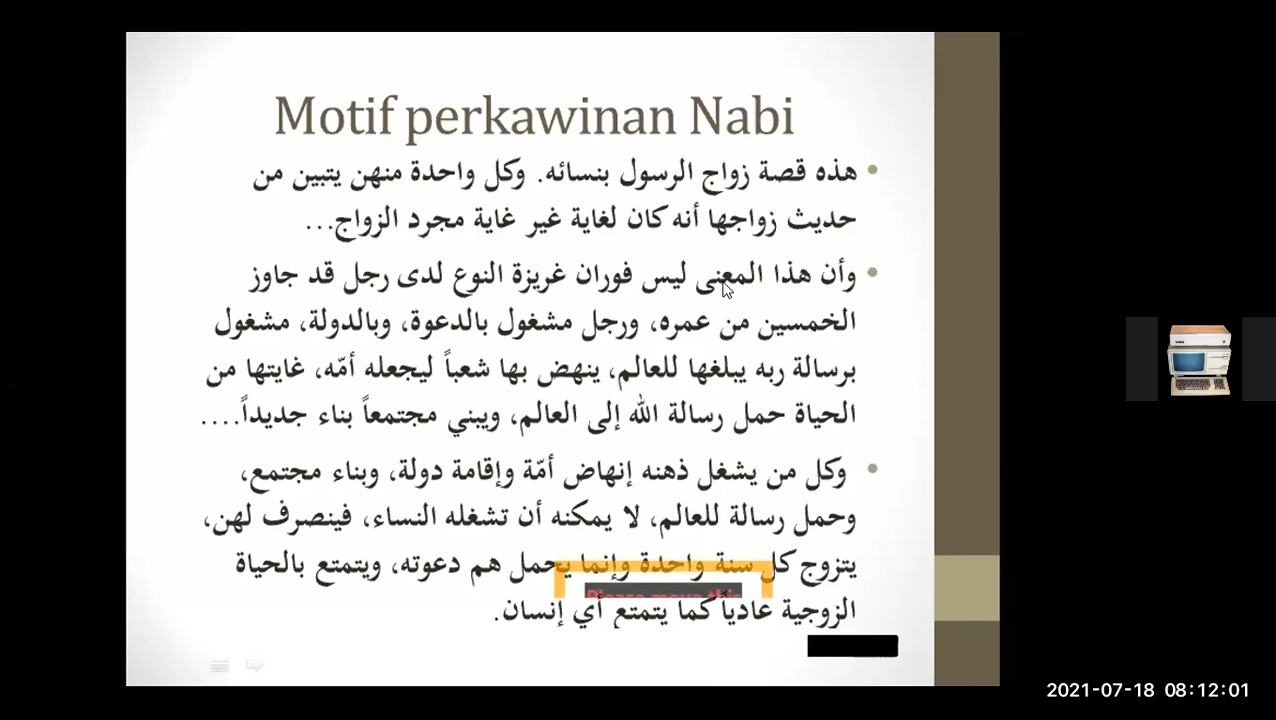 Motif perkawinan Nabi
• هذه قصة زواج الرسول بنسائه. وكل واحدة منهن يتبين من
حديث زواجها أنه كان لغاية غير غاية مجرد الزواج...
• وأن هذا المعنى ليس فوران غريزة النوع لدى رجل قد جاوز
الخمسين من عمره، ورجل مشغول بالدعوة، وبالدولة، مشغول
برسالة ربه يبلغها للعالم، ينهض بها شعباً ليجعله أمّه، غايتها من
الحياة حمل رسالة الله إلى العالم، ويبني مجتمعاً بناء جديداً....
• وكل من يشغل ذهنه إنهاض أمّة وإقامة دولة، وبناء مجتمع،
وحمل رسالة للعالم، لا يمكنه أن تشغله النساء، فينصرف لهن،
يتزوج كل سنة واحدة وإنما يحمل هم دعوته، ويتمتع بالحياة
Please move this
الزوجية عادياً كما يتمتع أي إنسان.
2021-07-18 08:12:01